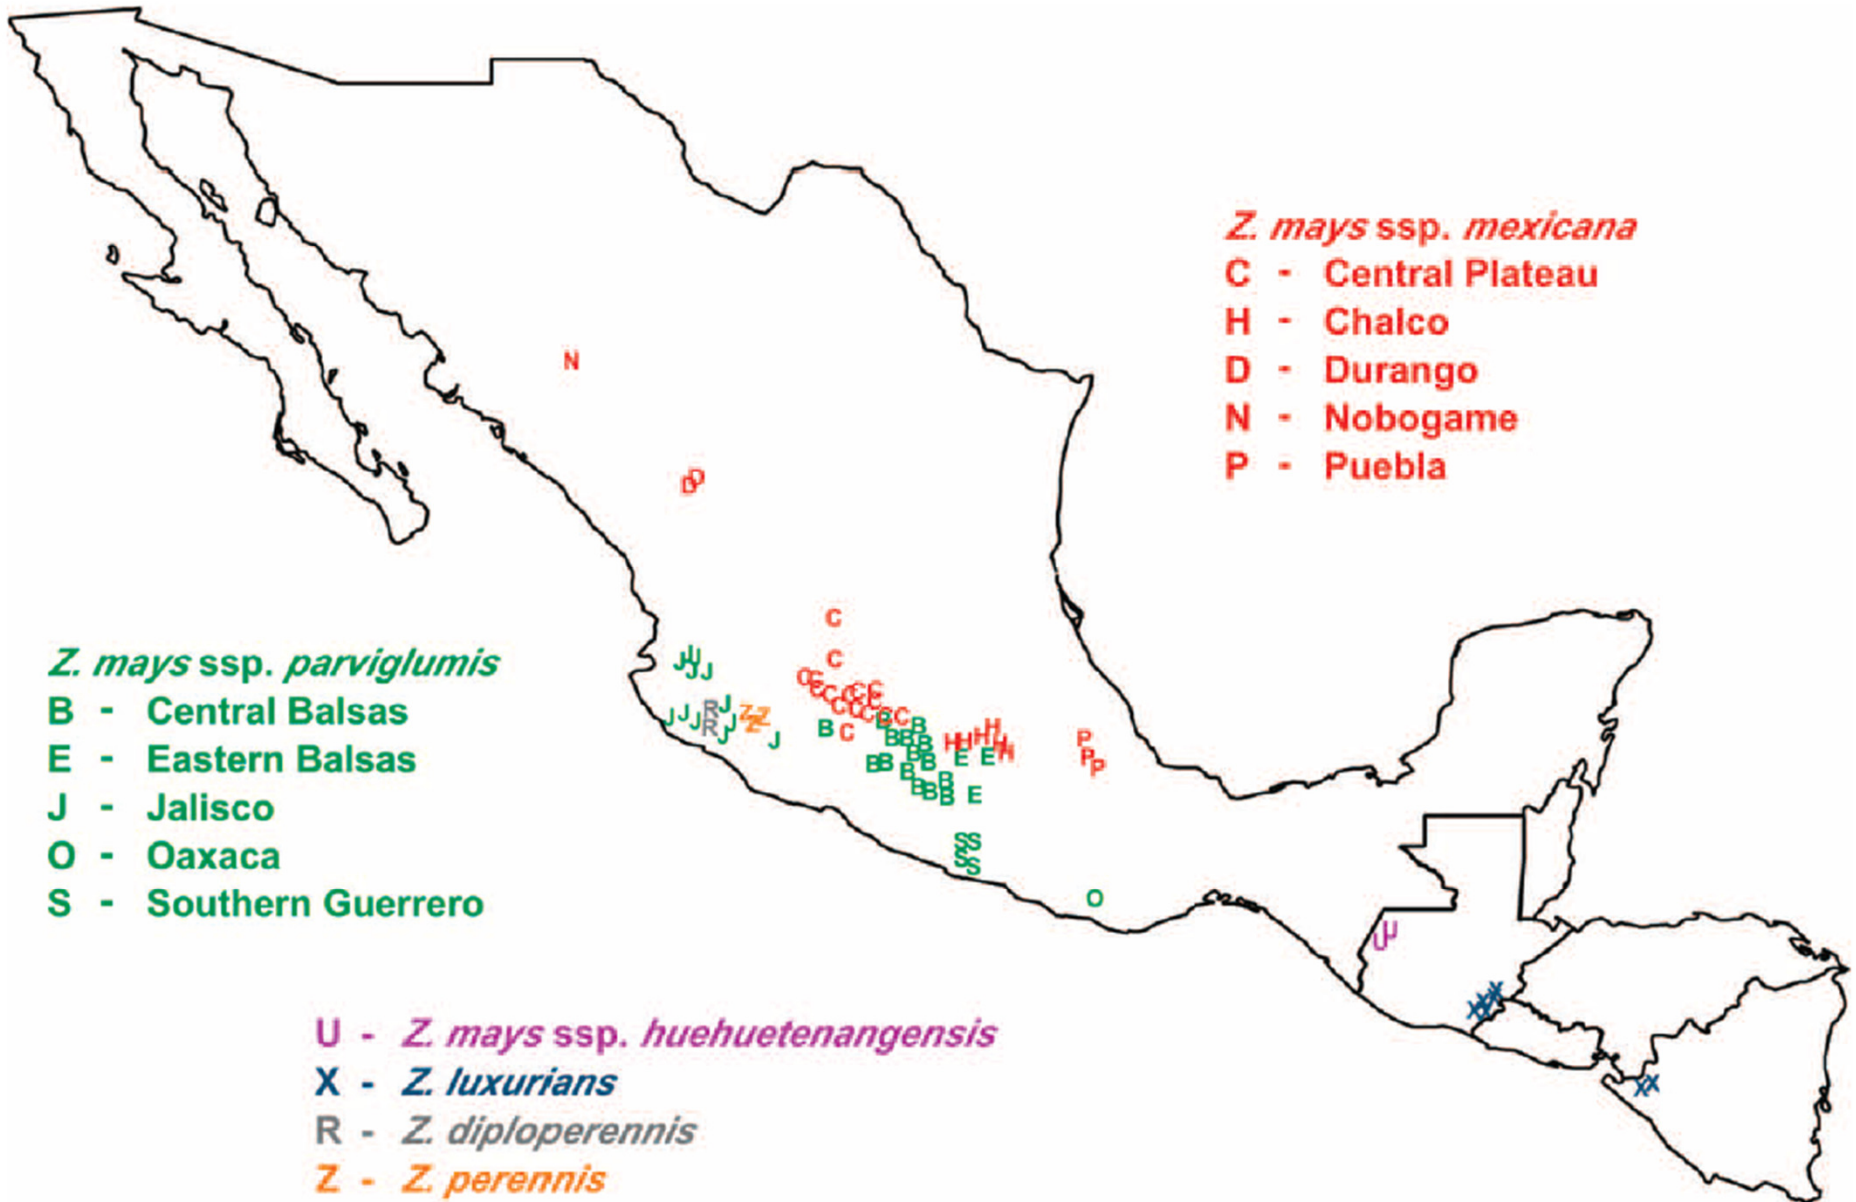 Z. mays ssp. mexicana
C - Central Plateau
H - Chalco
D - Durango
N - Nobogame
P - Puebla
N
D D
Z. mays ssp. parviglumis
B - Central Balsas
E - Eastern Balsas
J - Jalisco
O - Oaxaca
S - Southern Guerrero
C
C
P
P
P
E E
E
S S
S S
O
U U
U - Z. mays ssp. huehuetenangensis
X - Z. luxurians
R - Z. diploperennis
Z - Z. perennis
X X